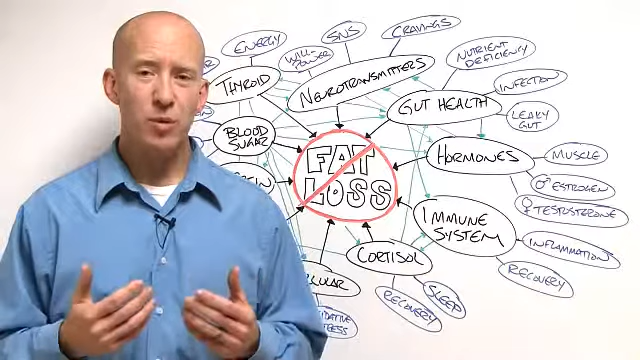 ENERGY
THYROID
WILL-
POWER
SNS
CRAVINGS
NEUROTRANSMITTERS
NUTRIENT
DEFICIENCY
GUT HEALTH
INFECTION
LEAKY
GUT
BLOOD
SUGAR
FAT
LOSS
HORMONES
MUSCLE
♂ ESTROGEN
♀ TESTOSTERONE
IMMUNE
SYSTEM
INFLAMMATION
RECOVERY
CORTISOL
SLEEP
RECOVERY